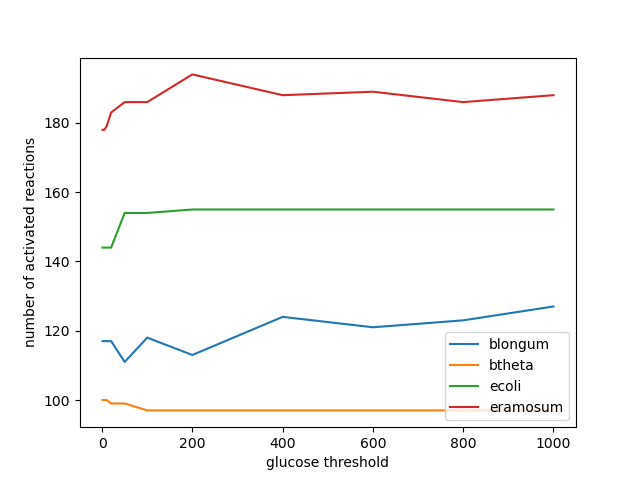 number of activated reactions
180
160
140
120
100
blongum
btheta
ecoli
eramosum
0 200 400 600 800 1000
glucose threshold